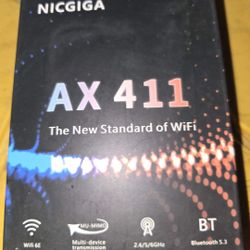 NICGIGA
AX 411
The New Standard of WiFi
MU-MIMO
BT
Wifi 6E
Multi-device
transmission
2.4/5/6GHz
Bluetooth 5.3